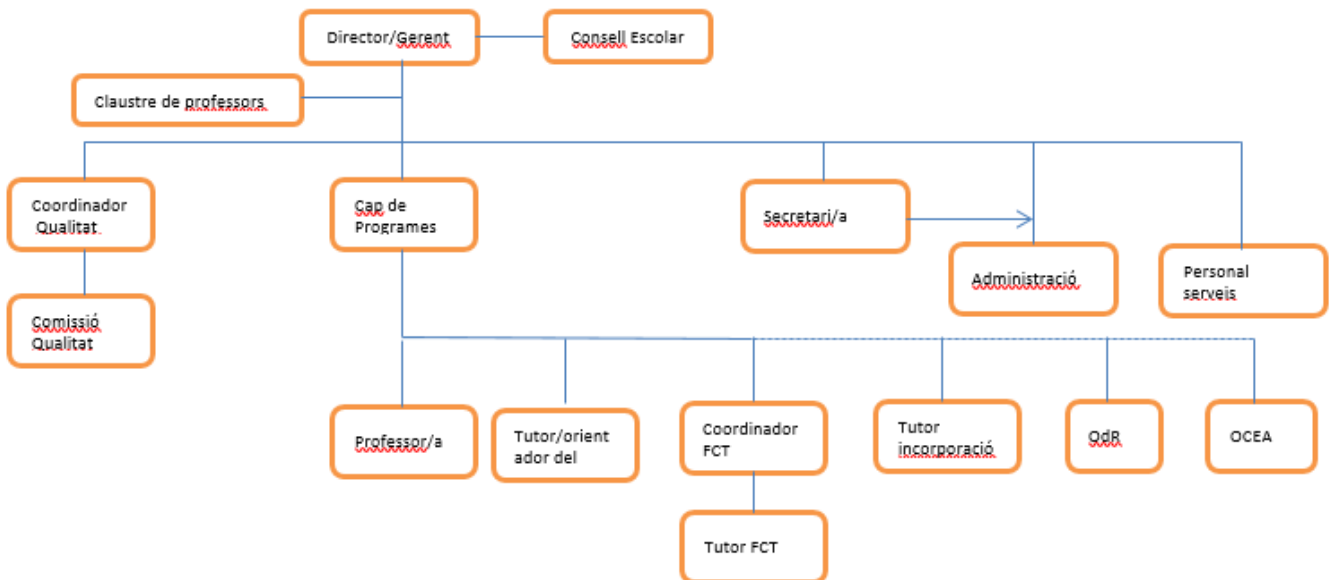 Director/Gerent
Consell Escolar
Claustre de professors
Coordinador
Qualitat
Cap de
Programes
Secretari/a
Administració
Personal
serveis
Comissió
Qualitat
Professor/a
Tutor/orient
ador del
Coordinador
FCT
Tutor
incorporació
QdR
OCEA
Tutor FCT